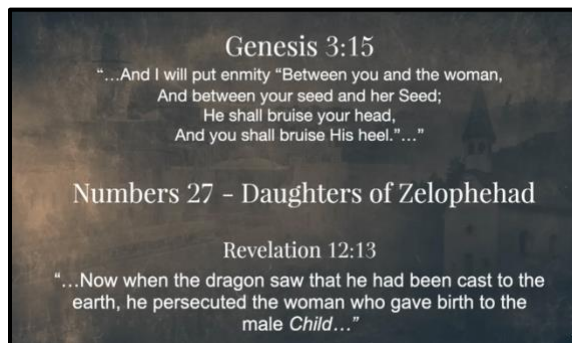 Genesis 3:15
“...And I will put enmity “Between you and the woman,
And between your seed and her Seed;
He shall bruise your head,
And you shall bruise His heel.”...”
Numbers 27 - Daughters of Zelophehad
Revelation 12:13
“...Now when the dragon saw that he had been cast to the
earth, he persecuted the woman who gave birth to the
male Child...”